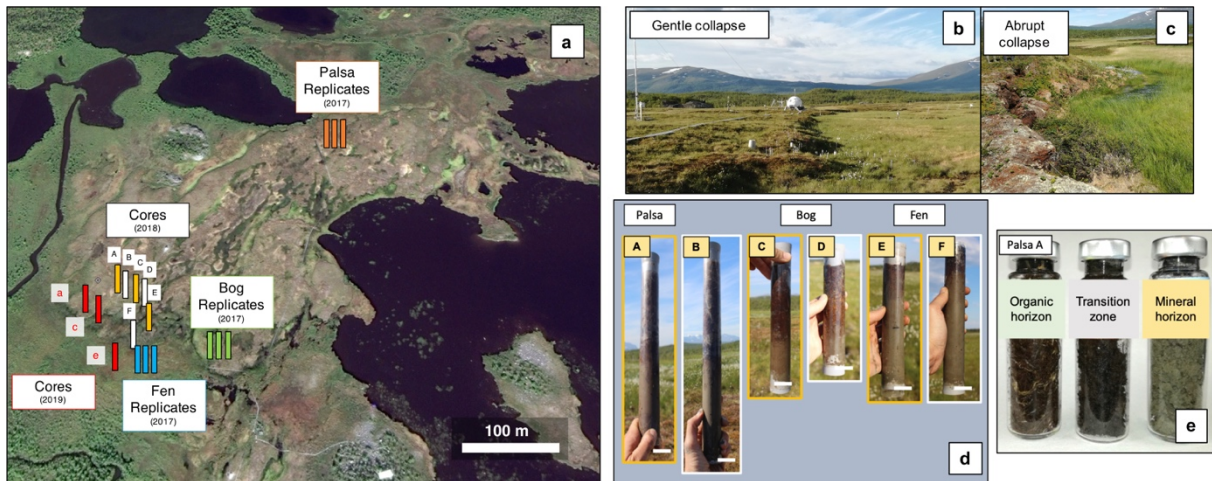 a
Palsa
Replicates
(2017)
Cores
(2018)
A
B
C
D
E
F
a
c
e
Bog
Replicates
(2017)
Cores
(2019)
Fen
Replicates
(2017)
100 m
Gentle collapse
b
Abrupt
collapse
c
Palsa
Bog
Fen
A
B
C
D
E
F
d
Palsa A
Organic
horizon
Transition
zone
Mineral
horizon
e